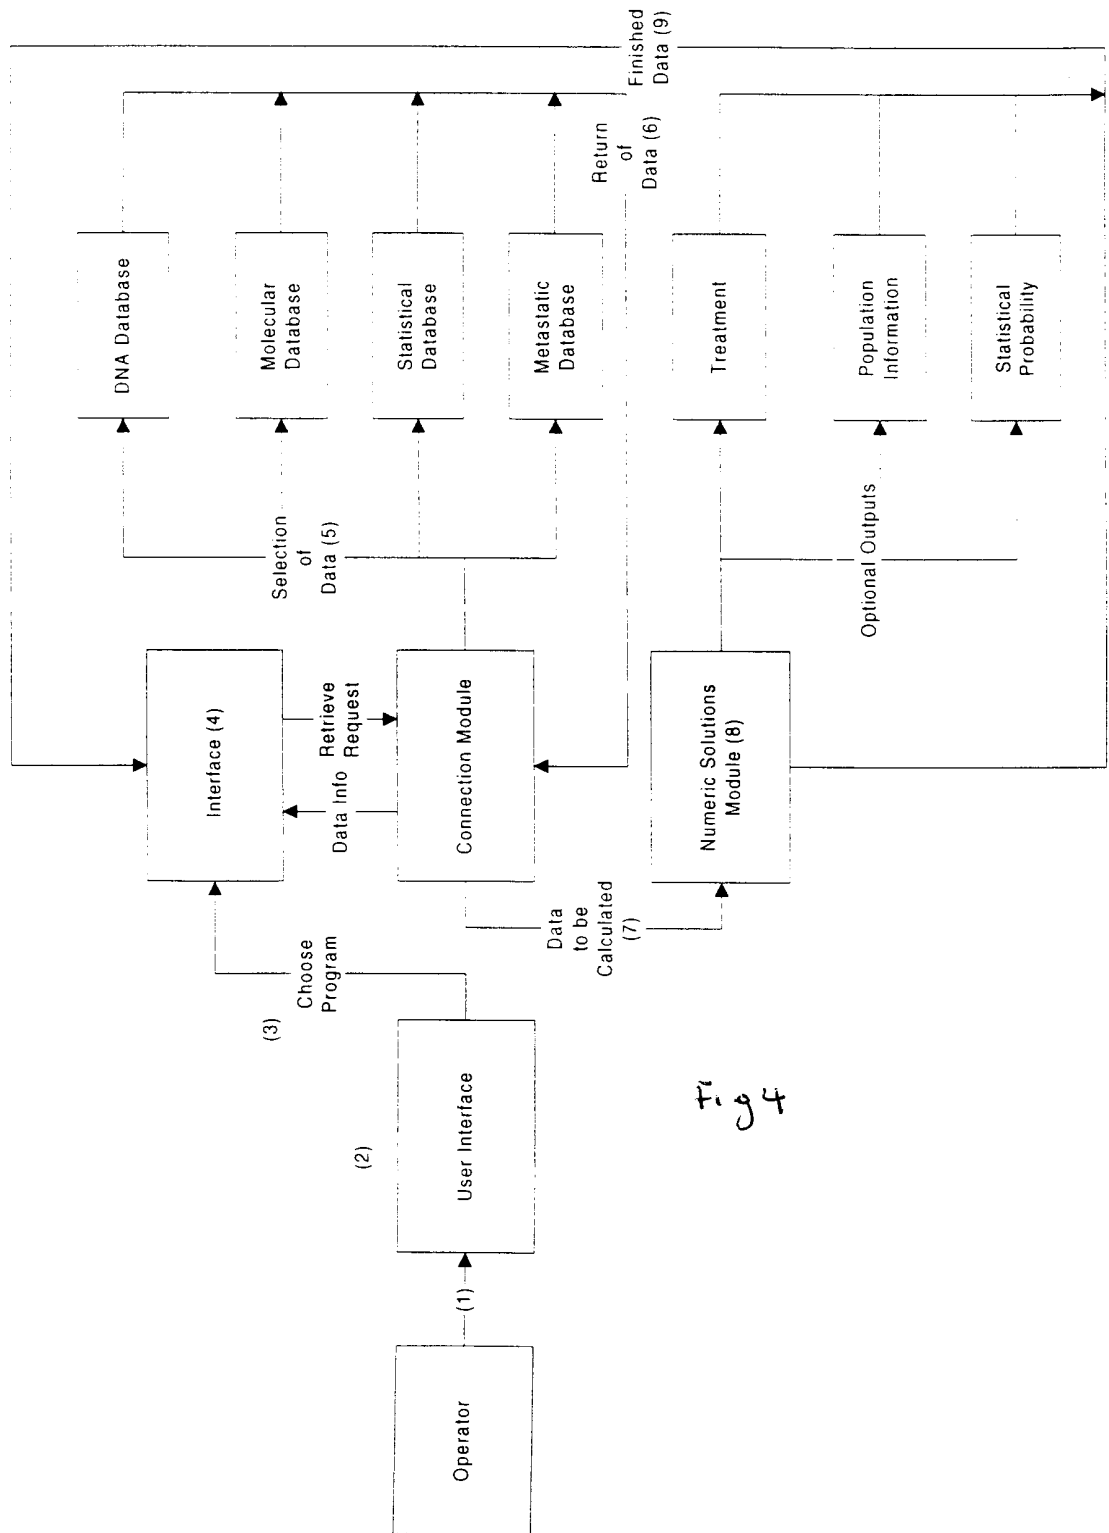 Finished
Data (9)
DNA Database
Molecular
Database
Statistical
Database
Metastatic
Database
Return
of
Data (6)
Treatment
Population
Information
Statistical
Probability
Selection
of
Data (5)
Optional Outputs
Interface (4)
Retrieve
Request
Data Info
Connection Module
Numeric Solutions
Module (8)
Data
to be
Calculated
(7)
(3)
Choose
Program
(2)
User Interface
(1)
Operator
Fig 4